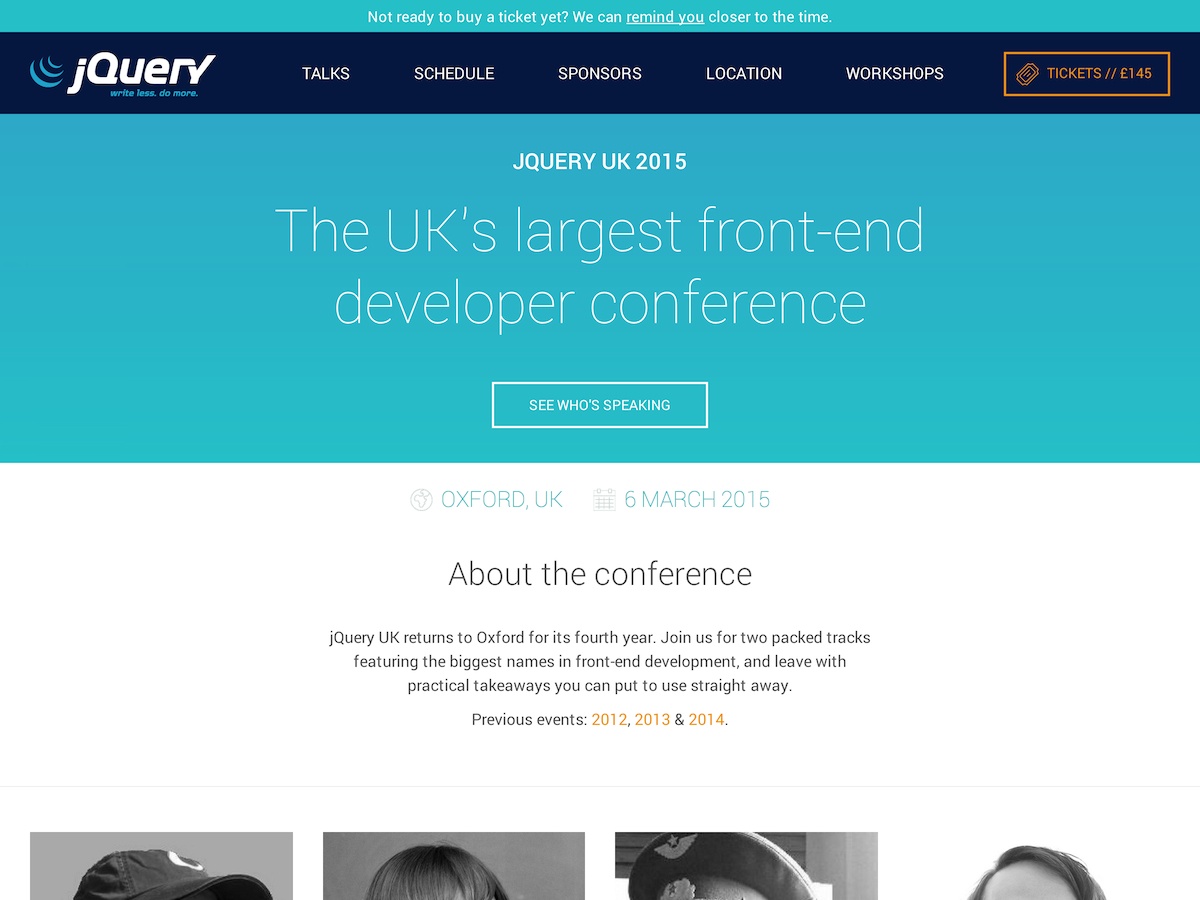 Not ready to buy a ticket yet? We can remind you closer to the time.
jQuery
write less. do more.
TALKS
SCHEDULE
SPONSORS
LOCATION
WORKSHOPS
TICKETS // £145
JQUERY UK 2015
The UK's largest front-end
developer conference
SEE WHO'S SPEAKING
OXFORD, UK
6 MARCH 2015
About the conference
jQuery UK returns to Oxford for its fourth year. Join us for two packed tracks
featuring the biggest names in front-end development, and leave with
practical takeaways you can put to use straight away.
Previous events: 2012, 2013 & 2014.